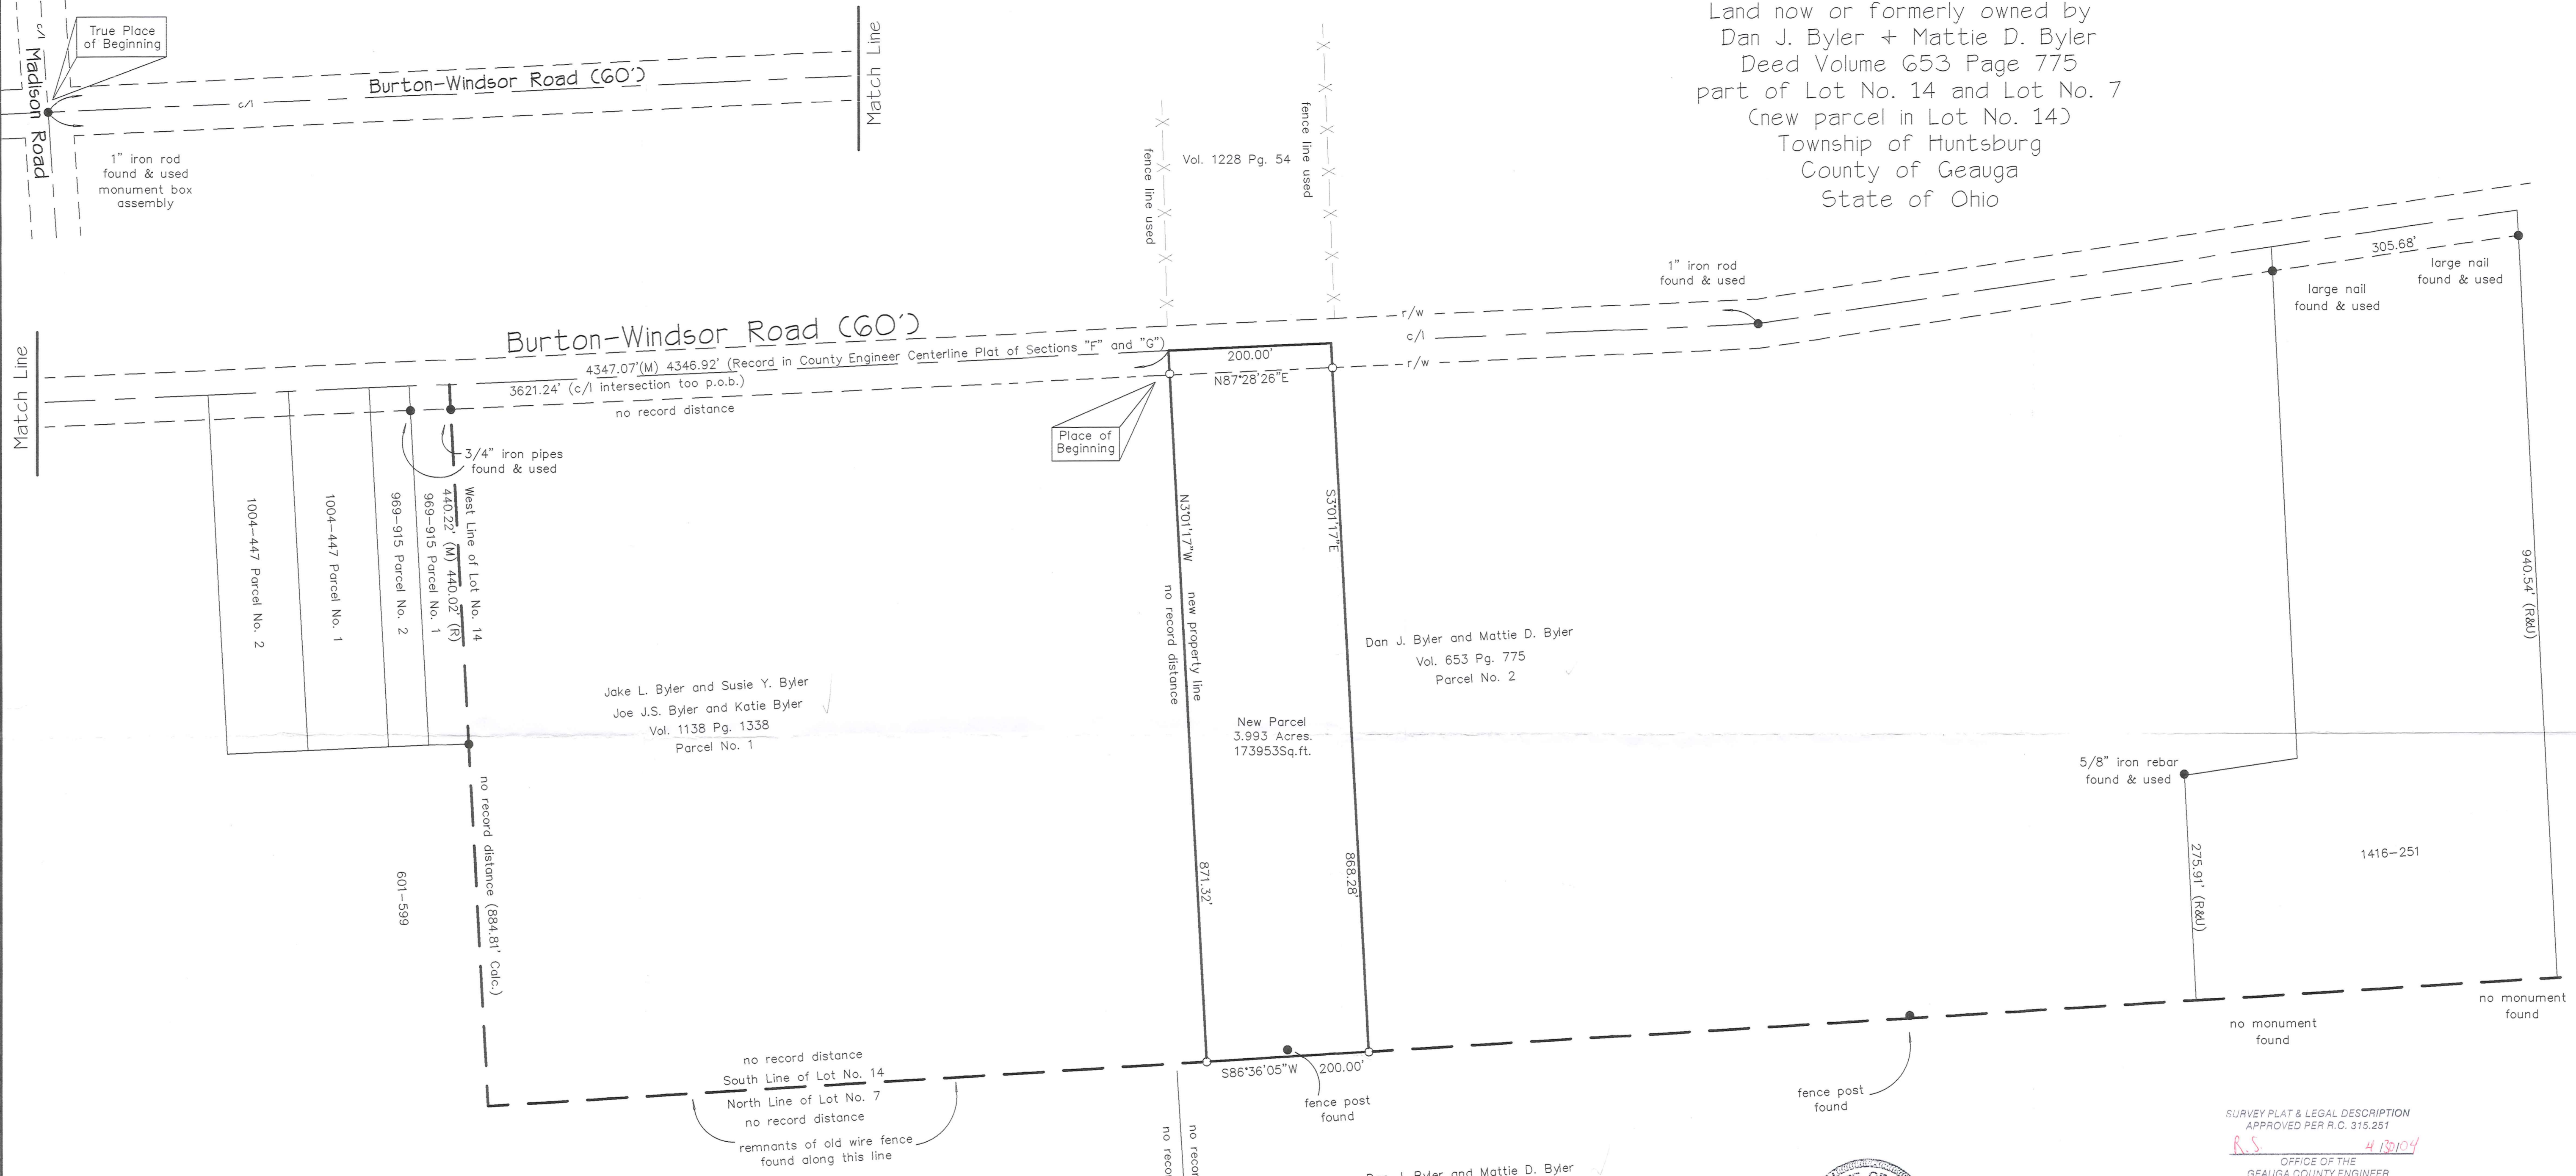 Land now or formerly owned by
Dan J. Byler + Mattie D. Byler
Deed Volume 653 Page 775
part of Lot No. 14 and Lot No. 7
(new parcel in Lot No. 14)
Township of Huntsburg
County of Geauga
State of Ohio
True Place
of Beginning
c/l
Madison Road
Burton-Windsor Road (60')
c/l
Match Line
1" iron rod
found & used
monument box
assembly
fence line used
Vol. 1228 Pg. 54
fence line used
1" iron rod
found & used
305.68'
large nail
found & used
large nail
found & used
r/w
c/l
r/w
Match Line
Burton-Windsor Road (60')
4347.07'(M) 4346.92' (Record in County Engineer Centerline Plat of Sections "F" and "G")
3621.24' (c/l intersection too p.o.b.)
no record distance
200.00'
N87°28'26"E
Place of
Beginning
3/4" iron pipes
found & used
1004-447 Parcel No. 2
1004-447 Parcel No. 1
969-915 Parcel No. 2
969-915 Parcel No. 1
440.22' (M) 440.02' (R)
West Line of Lot No. 14
N3°01'17"W
new property line
no record distance
S3°01'17"E
871.32'
868.28'
Jake L. Byler and Susie Y. Byler
Joe J.S. Byler and Katie Byler
Vol. 1138 Pg. 1338
Parcel No. 1
New Parcel
3.993 Acres.
173953Sq.ft.
Dan J. Byler and Mattie D. Byler
Vol. 653 Pg. 775
Parcel No. 2
940.54' (R&U)
5/8" iron rebar
found & used
275.91' (R&U)
1416-251
601-599
no record distance (884.81' Calc.)
no monument
found
no monument
found
no record distance
South Line of Lot No. 14
North Line of Lot No. 7
no record distance
remnants of old wire fence
found along this line
S86°36'05"W 200.00'
fence post
found
fence post
found
no recor
no recor
Dan J. Byler and Mattie D. Byler
SURVEY PLAT & LEGAL DESCRIPTION
APPROVED PER R.C. 315.251
R.S.
OFFICE OF THE
GEAUGA COUNTY ENGINEER